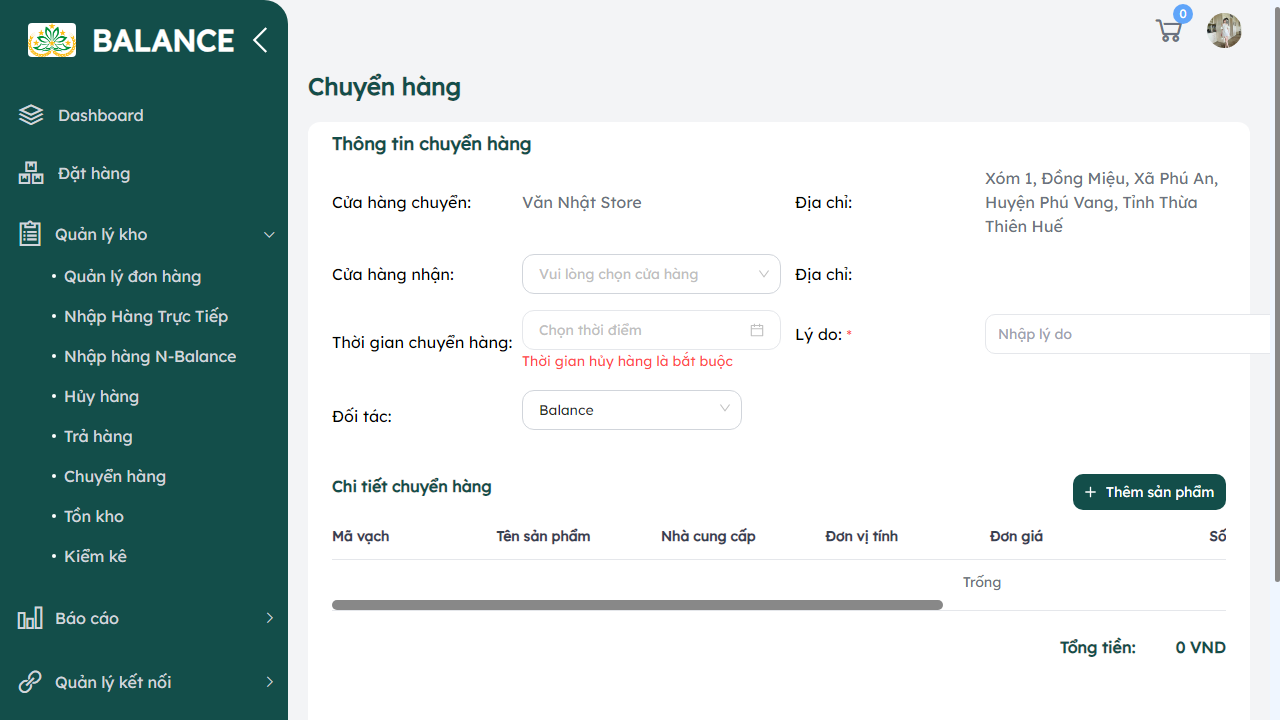 BALANCE
0
Dashboard
Đặt hàng
Quản lý kho
• Quản lý đơn hàng
• Nhập Hàng Trực Tiếp
• Nhập hàng N-Balance
• Hủy hàng
• Trả hàng
• Chuyển hàng
• Tồn kho
• Kiểm kê
Báo cáo
Quản lý kết nối
Chuyển hàng
Thông tin chuyển hàng
Cửa hàng chuyển: Văn Nhật Store Địa chỉ: Xóm 1, Đồng Miệu, Xã Phú An,
Huyện Phú Vang, Tỉnh Thừa
Thiên Huế
Cửa hàng nhận: Vui lòng chọn cửa hàng Địa chỉ:
Thời gian chuyển hàng: Chọn thời điểm Lý do: * Nhập lý do
Thời gian hủy hàng là bắt buộc
Đối tác: Balance
Chi tiết chuyển hàng + Thêm sản phẩm
Mã vạch Tên sản phẩm Nhà cung cấp Đơn vị tính Đơn giá Số
Trống
Tổng tiền: 0 VND